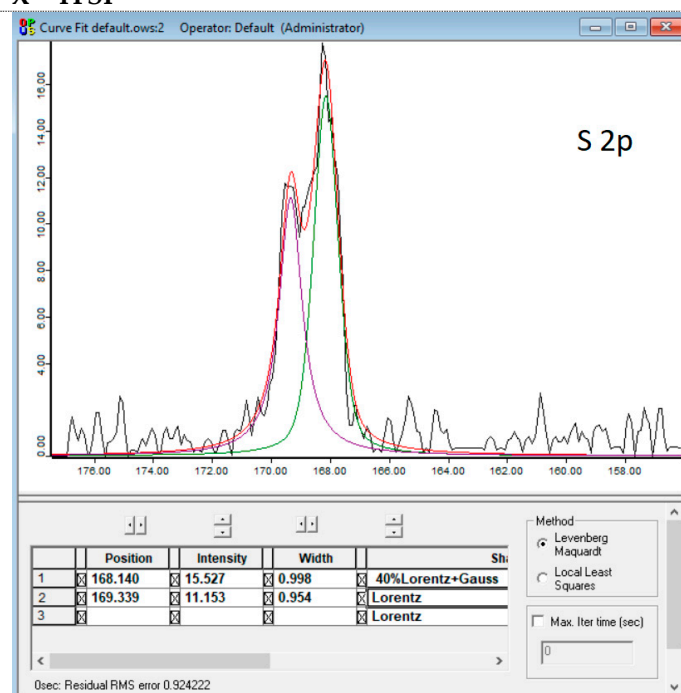 Curve Fit default.ows:2 Operator: Default (Administrator)
S 2p
16.00
14.00
12.00
10.00
8.00
6.00
4.00
0.00
176.00 174.00 172.00 170.00 168.00 166.00 164.00 162.00 160.00 158.00
Position Intensity Width Sha
1 168.140 15.527 0.998 40%Lorentz+Gauss
2 169.339 11.153 0.954 Lorentz
3 Lorentz
Method
Levenberg
Maquardt
Local Least
Squares
Max. Iter time (sec)
0
0sec: Residual RMS error 0.924222